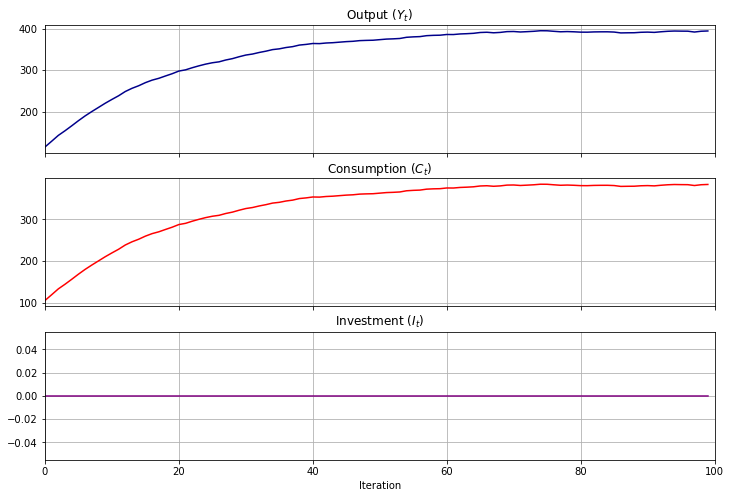 Output (Y_t)
400
300
200
Consumption (C_t)
300
200
100
Investment (I_t)
0.04
0.02
0.00
−0.02
−0.04
0 20 40 60 80 100
Iteration